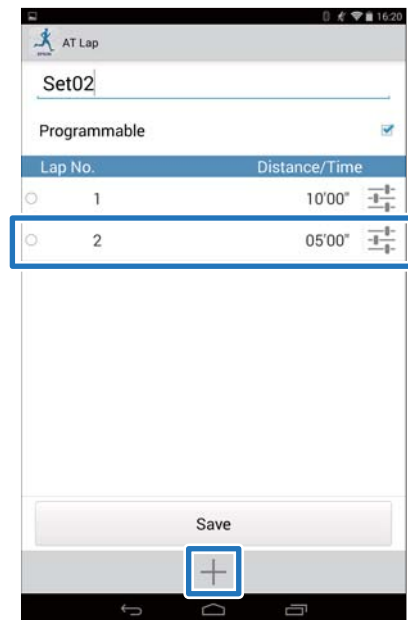 16:20
AT Lap
Set02
Programmable
Lap No. Distance/Time
1 10'00"
2 05'00"
Save